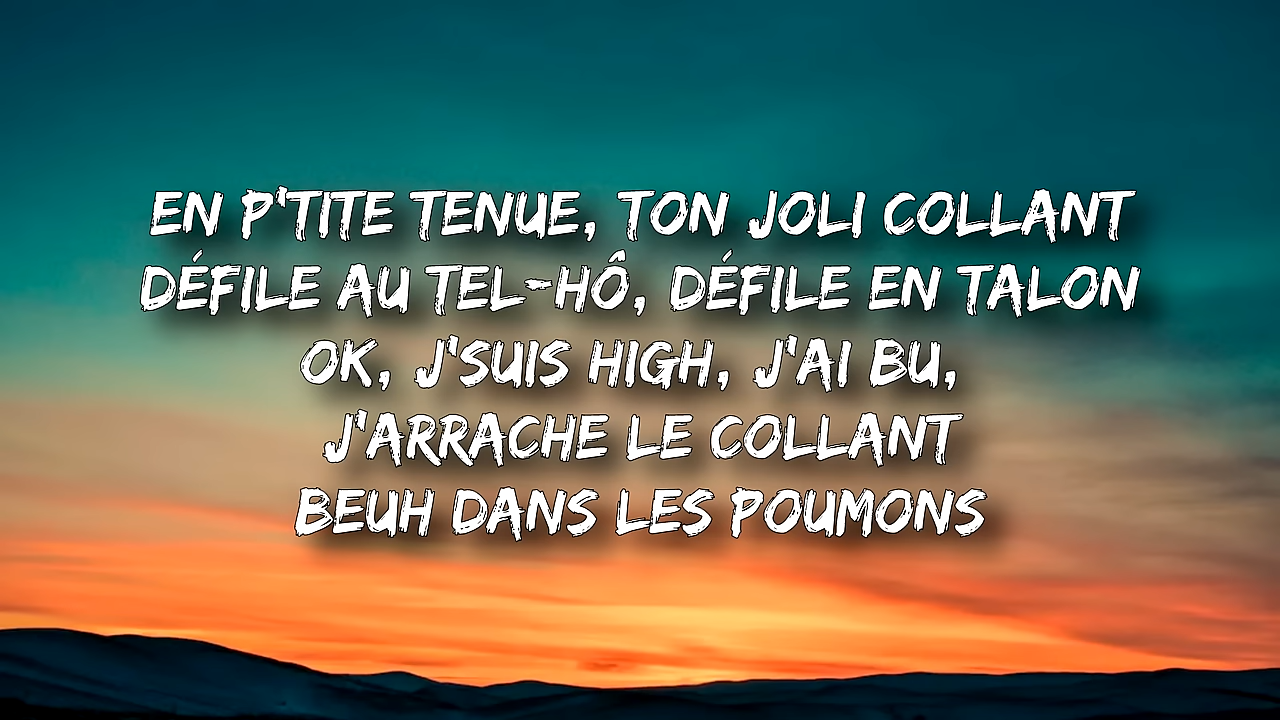 EN P'TITE TENUE, TON JOLI COLLANT
DÉFILE AU TEL-HÔ, DÉFILE EN TALON
OK, J'SUIS HIGH, J'AI BU,
J'ARRACHE LE COLLANT
BEUH DANS LES POUMONS